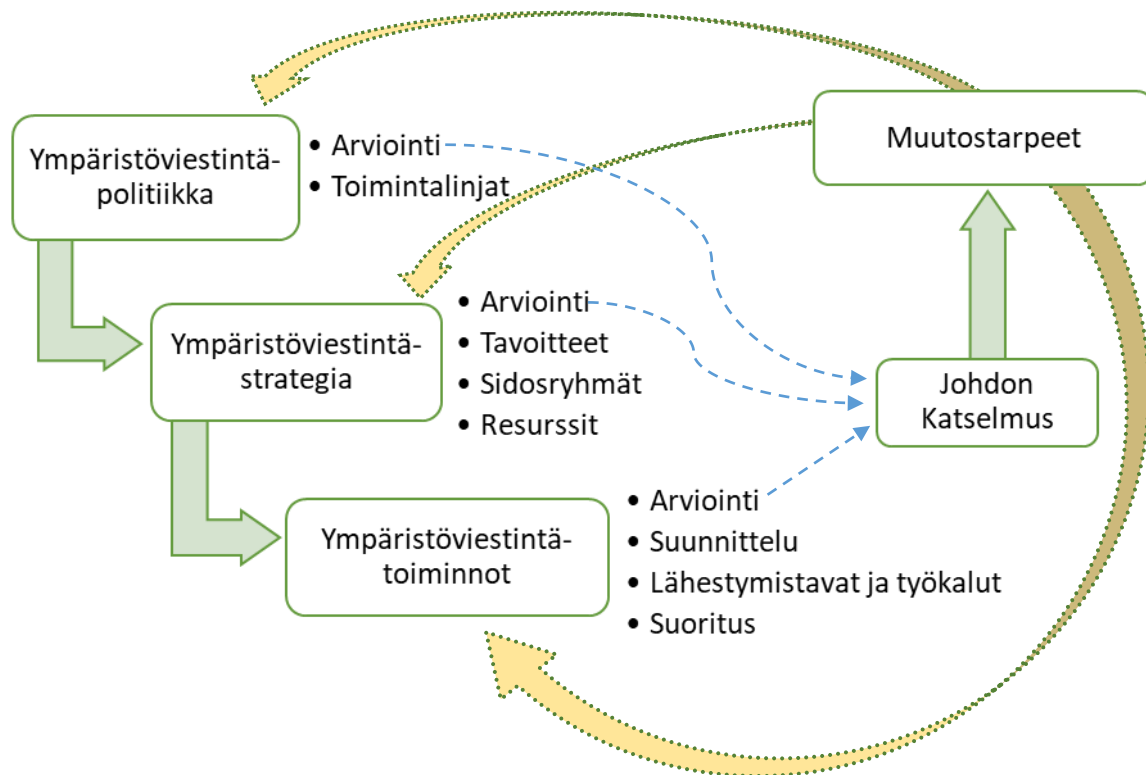 Ympäristöviestintä-
politiikka
• Arviointi
• Toimintalinjat
Muutostarpeet
Ympäristöviestintä-
strategia
• Arviointi
• Tavoitteet
• Sidosryhmät
• Resurssit
Johdon
Katselmus
Ympäristöviestintä-
toiminnot
• Arviointi
• Suunnittelu
• Lähestymistavat ja työkalut
• Suoritus